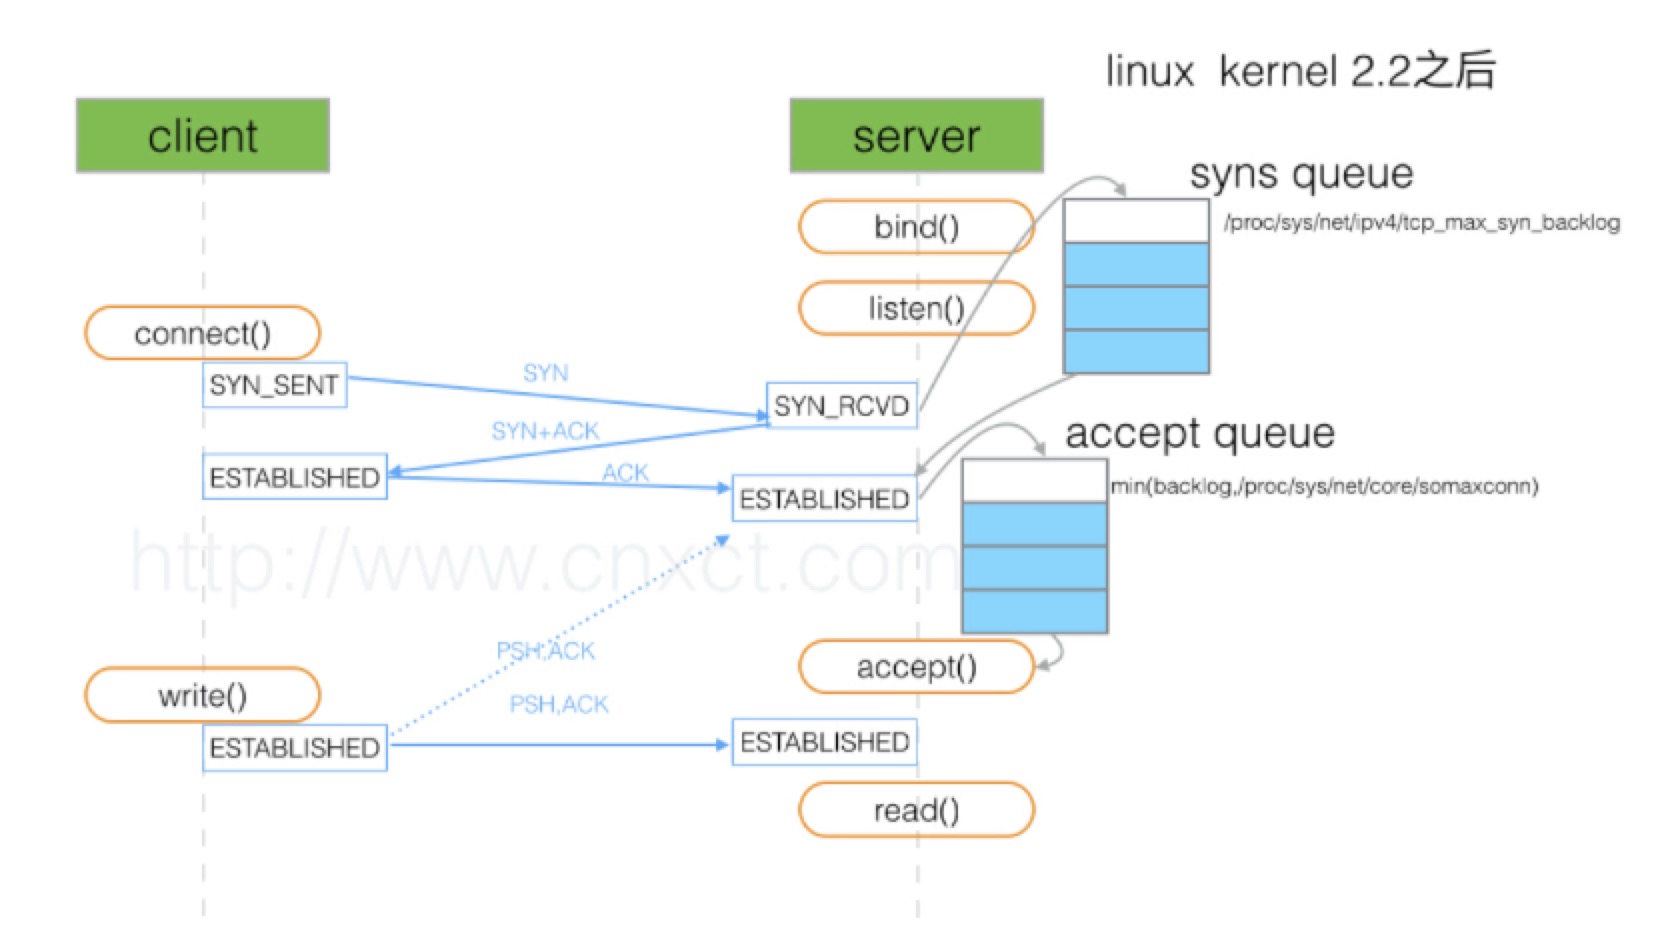 linux kernel 2.2之后
client
server
syns queue
/proc/sys/net/ipv4/tcp_max_syn_backlog
bind()
listen()
connect()
SYN_SENT
SYN
SYN_RCVD
SYN+ACK
accept queue
ESTABLISHED
ACK
ESTABLISHED
min(backlog,/proc/sys/net/core/somaxconn)
http://www.cnxct.com
PSH,ACK
accept()
write()
PSH,ACK
ESTABLISHED
ESTABLISHED
read()